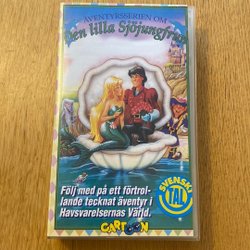 ÄVENTYRSSERIEN OM
Den lilla Sjöjungfrun
Följ med på ett förtrol-
lande tecknat äventyr i
Havsvarelsernas Värld.
SVENSKT
TAL
CARTOON